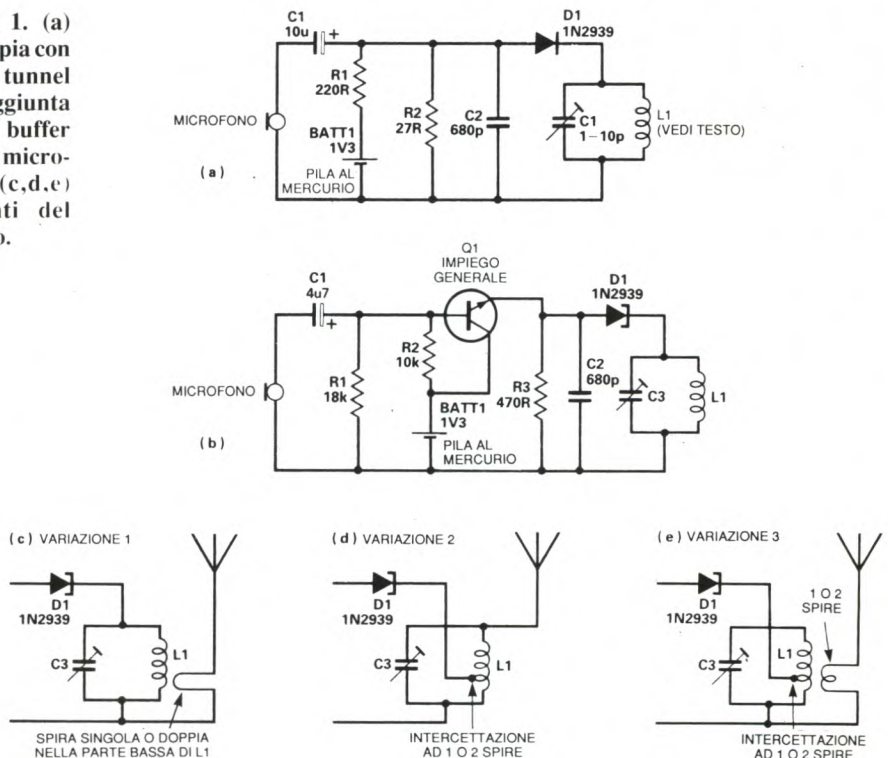 1. (a)
pia con
tunnel
ggiunta
buffer
micro-
(c,d,e)
ti del
o.
C1
10u
+
R1
220R
MICROFONO
BATT1
1V3
PILA AL
MERCURIO
R2
27R
C2
680p
D1
1N2939
C1
1–10p
L1
(VEDI TESTO)
(a)
C1
4u7
+
Q1
IMPIEGO
GENERALE
MICROFONO
R1
18k
R2
10k
BATT1
1V3
PILA AL
MERCURIO
R3
470R
C2
680p
D1
1N2939
C3
L1
(b)
(c) VARIAZIONE 1
D1
1N2939
C3
L1
SPIRA SINGOLA O DOPPIA
NELLA PARTE BASSA DI L1
(d) VARIAZIONE 2
D1
1N2939
C3
L1
INTERCETTAZIONE
AD 1 O 2 SPIRE
(e) VARIAZIONE 3
1 O 2
SPIRE
D1
1N2939
C3
L1
INTERCETTAZIONE
AD 1 O 2 SPIRE